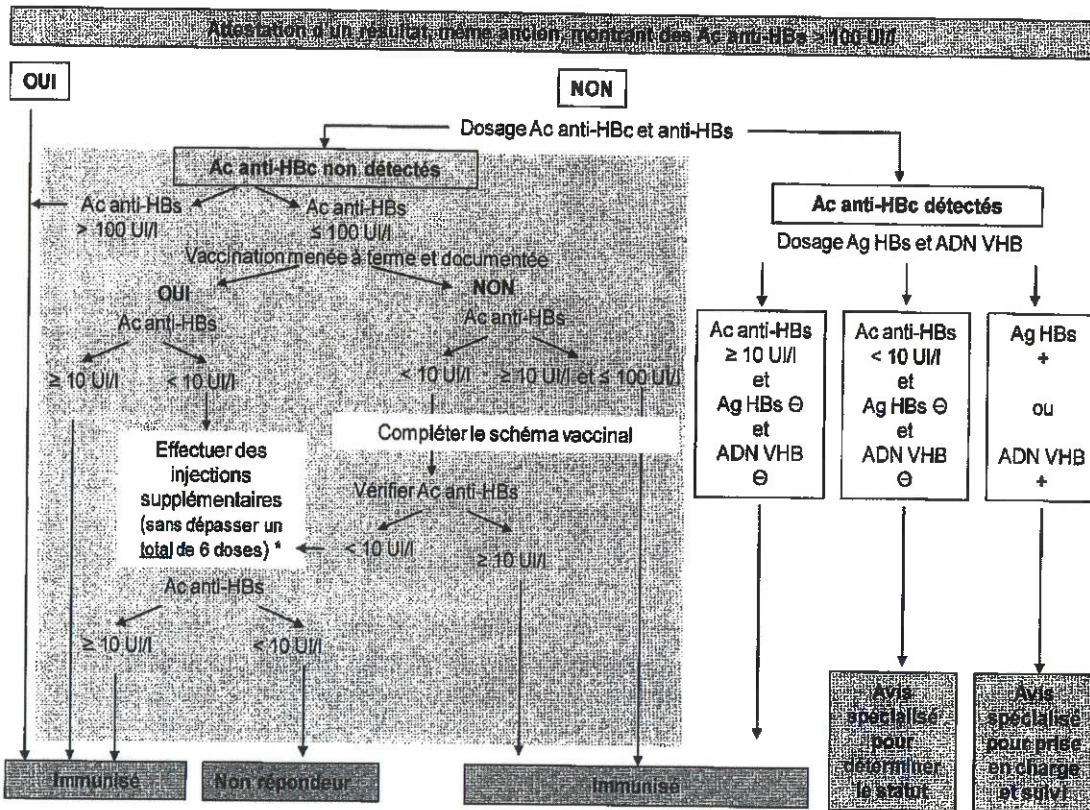 Attestation d'un résultat, même ancien, montrant des Ac anti-HBs > 100 UI/l
OUI
NON
Dosage Ac anti-HBc et anti-HBs
Ac anti-HBc non détectés
Ac anti-HBs
> 100 UI/l
Ac anti-HBs
≤ 100 UI/l
Vaccination menée à terme et documentée
OUI
Ac anti-HBs
≥ 10 UI/l
< 10 UI/l
NON
Ac anti-HBs
< 10 UI/l
≥ 10 UI/l et ≤ 100 UI/l
Effectuer des
injections
supplémentaires
(sans dépasser un
total de 6 doses) *
Compléter le schéma vaccinal
Vérifier Ac anti-HBs
< 10 UI/l
≥ 10 UI/l
Ac anti-HBs
≥ 10 UI/l
< 10 UI/l
Ac anti-HBc détectés
Dosage Ag HBs et ADN VHB
Ac anti-HBs
≥ 10 UI/l
et
Ag HBs ⊖
et
ADN VHB
⊖
Ac anti-HBs
< 10 UI/l
et
Ag HBs ⊖
et
ADN VHB
⊖
Ag HBs
+
ou
ADN VHB
+
Immunisé
Non répondeur
Immunisé
Avis
spécialisé
pour
déterminer
le statut
Avis
spécialisé
pour prise
en charge
et suivi